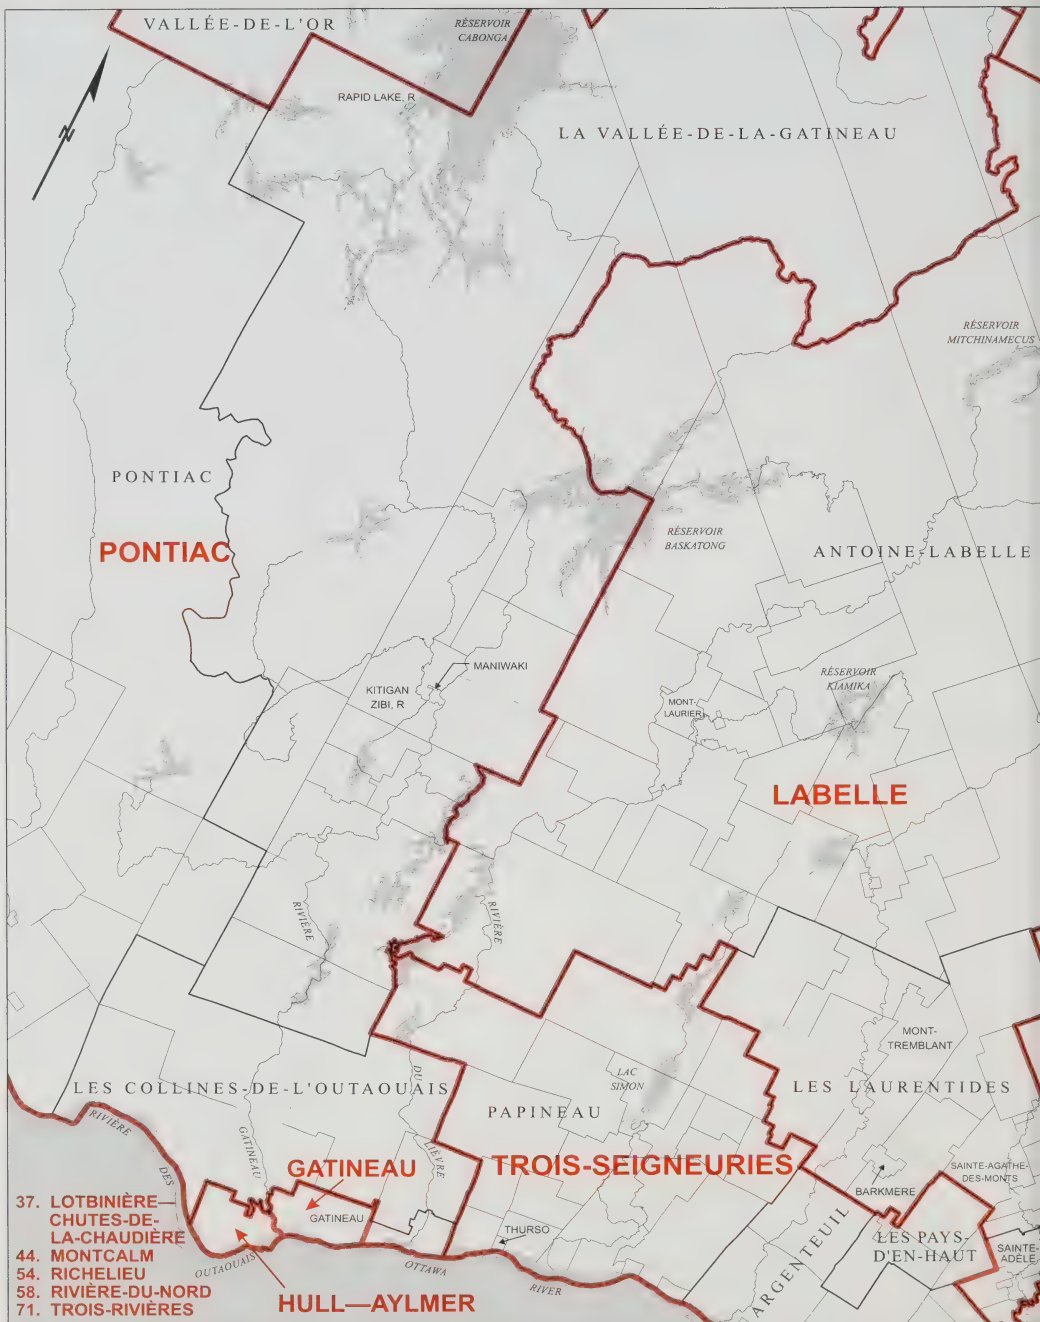 VALLÉE-DE-L'OR
RÉSERVOIR
CABONGA
RAPID LAKE, R
LA VALLÉE-DE-LA-GATINEAU
N
RÉSERVOIR
MITCHINAMECUS
PONTIAC
PONTIAC
RÉSERVOIR
BASKATONG
ANTOINE-LABELLE
MANIWAKI
KITIGAN
ZIBI, R
MONT-
LAURIER
RÉSERVOIR
KIAMIKA
LABELLE
RIVIÈRE
RIVIÈRE
MONT-
TREMBLANT
LES COLLINES-DE-L'OUTAOUAIS
LAC
SIMON
LES LAURENTIDES
PAPINEAU
RIVIÈRE
DES
GATINEAU
DU
LIÈVRE
GATINEAU
TROIS-SEIGNEURIES
SAINTE-AGATHE-
DES-MONTS
BARKMERE
GATINEAU
THURSO
ARGENTEUIL
LES PAYS-
D'EN-HAUT
SAINTE-
ADÈLE
OUTAOUAIS
OTTAWA
RIVER
HULL—AYLMER
37. LOTBINIÈRE—
CHUTES-DE-
LA-CHAUDIÈRE
44. MONTCALM
54. RICHELIEU
58. RIVIÈRE-DU-NORD
71. TROIS-RIVIÈRES